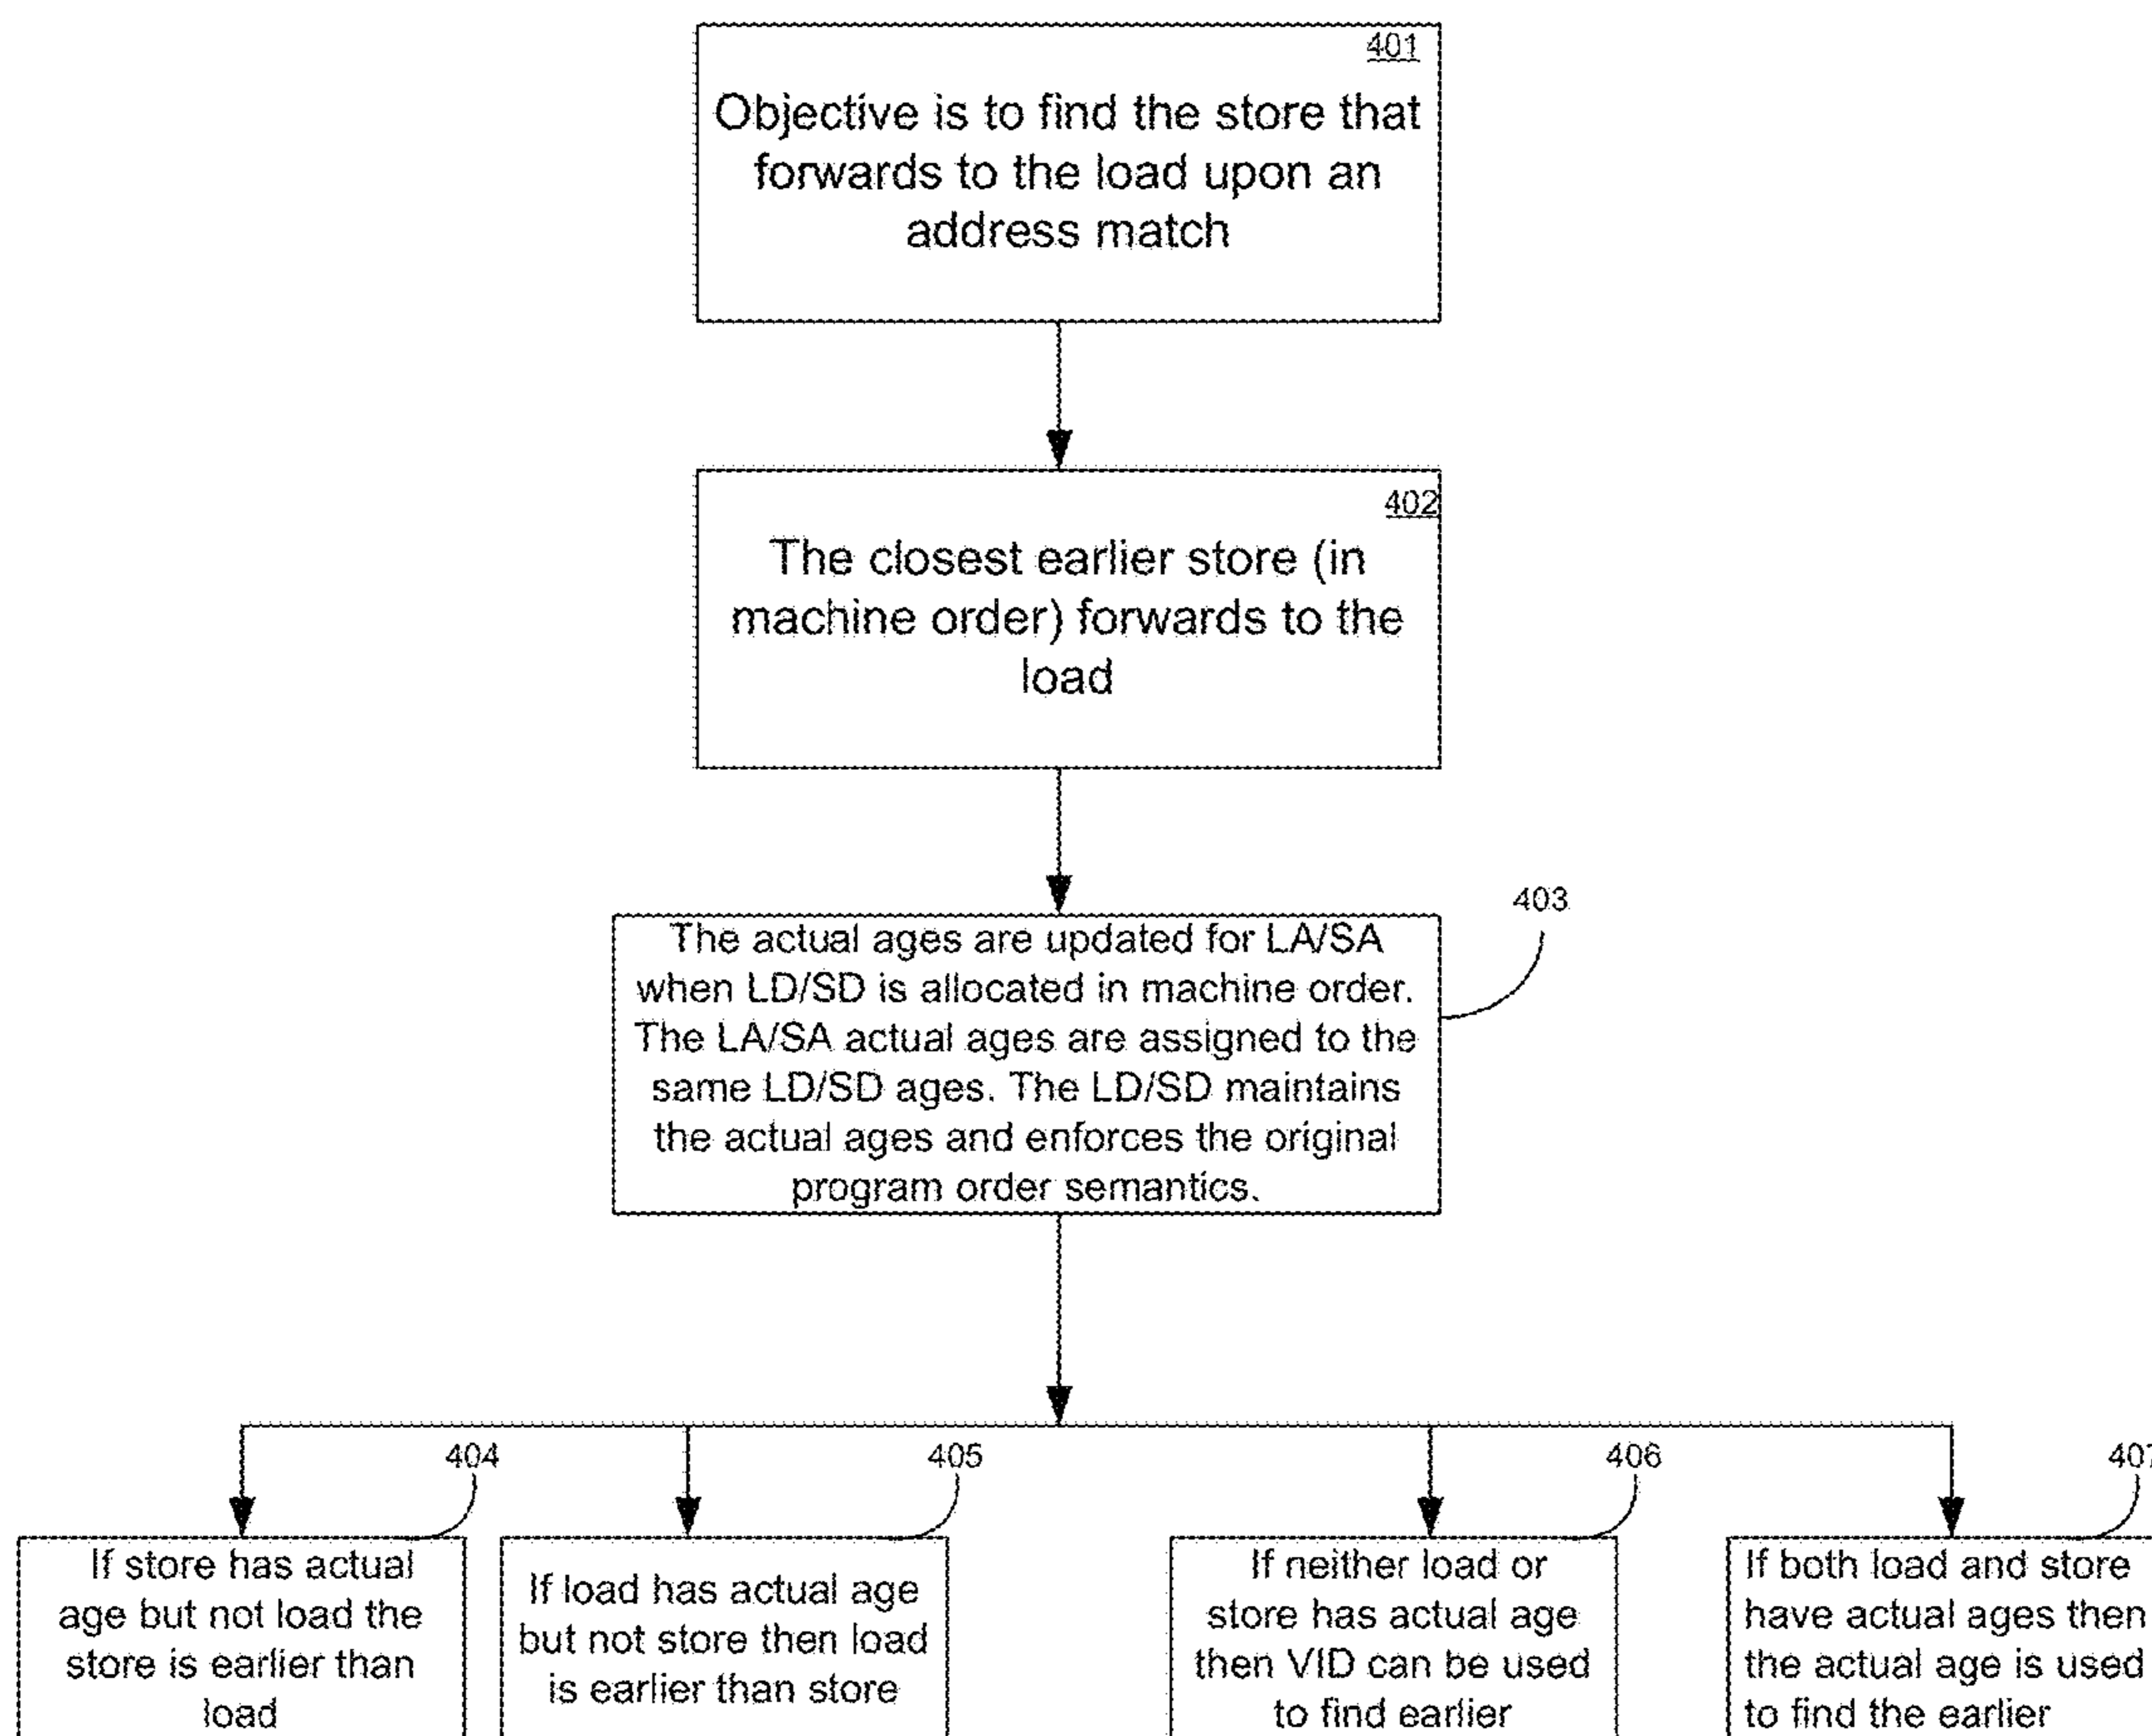 401
Objective is to find the store that
forwards to the load upon an
address match
402
The closest earlier store (in
machine order) forwards to the
load
403
The actual ages are updated for LA/SA
when LD/SD is allocated in machine order.
The LA/SA actual ages are assigned to the
same LD/SD ages. The LD/SD maintains
the actual ages and enforces the original
program order semantics.
404
If store has actual
age but not load the
store is earlier than
load
405
If load has actual age
but not store then load
is earlier than store
406
If neither load or
store has actual age
then VID can be used
to find earlier
407
If both load and store
have actual ages then
the actual age is used
to find the earlier